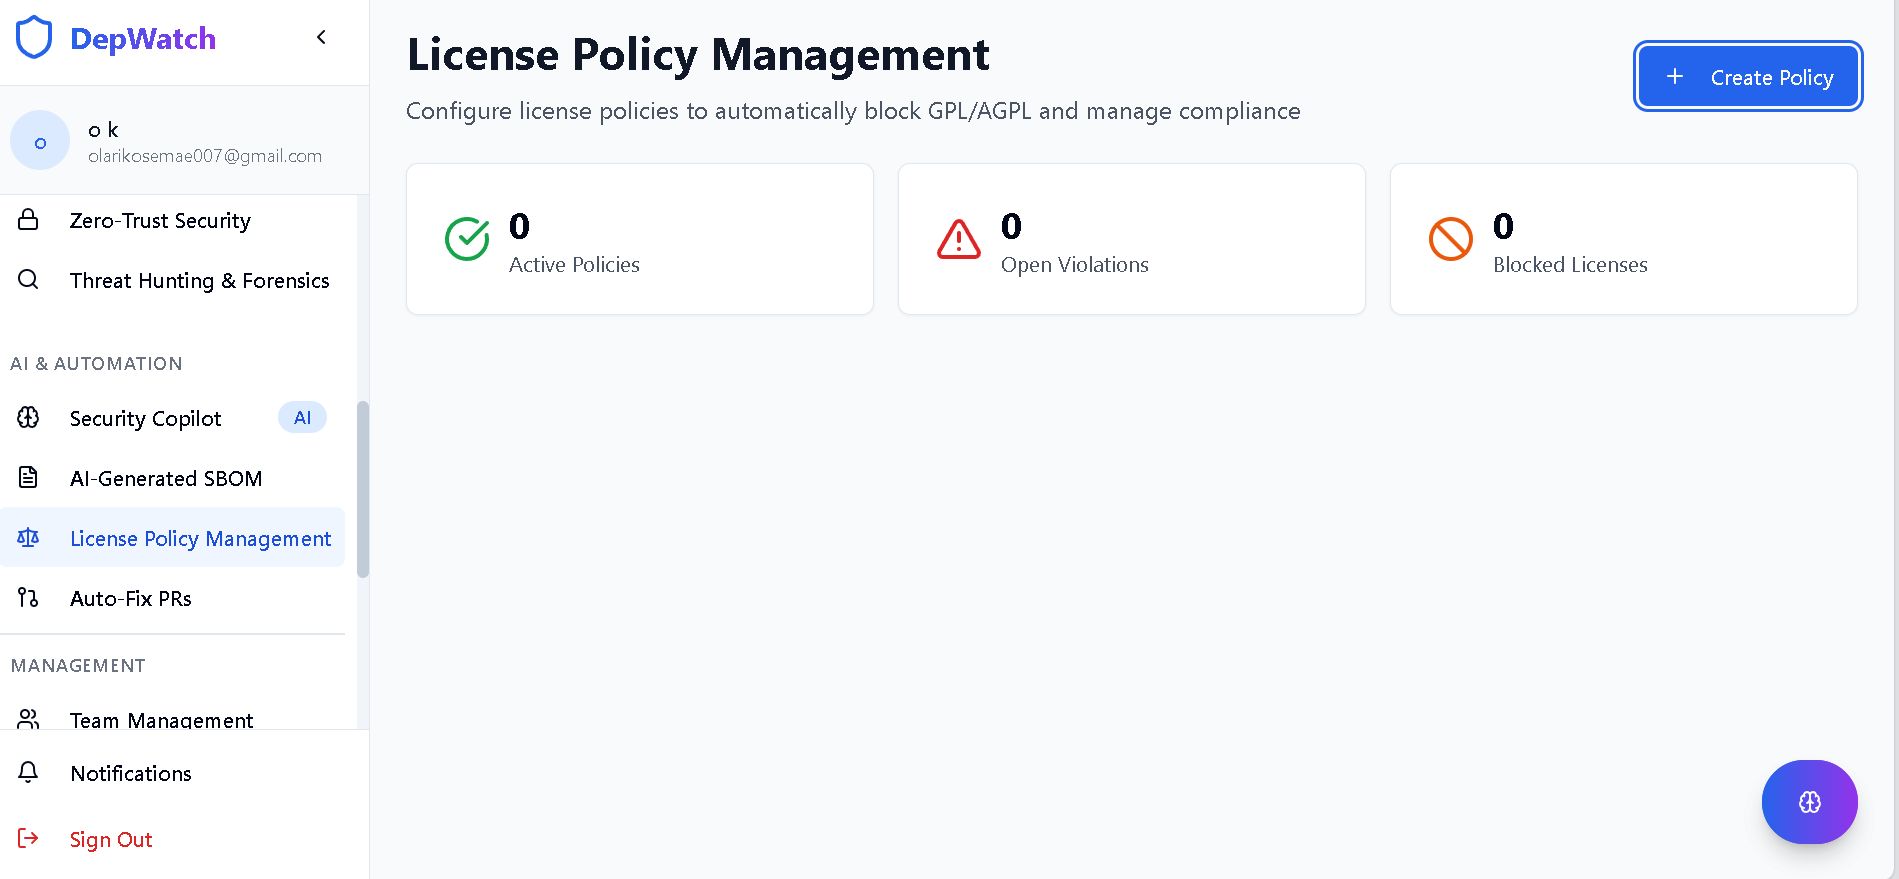 DepWatch
o
o k
olarikosemae007@gmail.com
Zero-Trust Security
Threat Hunting & Forensics
AI & AUTOMATION
Security Copilot
AI
AI-Generated SBOM
License Policy Management
Auto-Fix PRs
MANAGEMENT
Team Management
Notifications
Sign Out
License Policy Management
Configure license policies to automatically block GPL/AGPL and manage compliance
Create Policy
0
Active Policies
0
Open Violations
0
Blocked Licenses